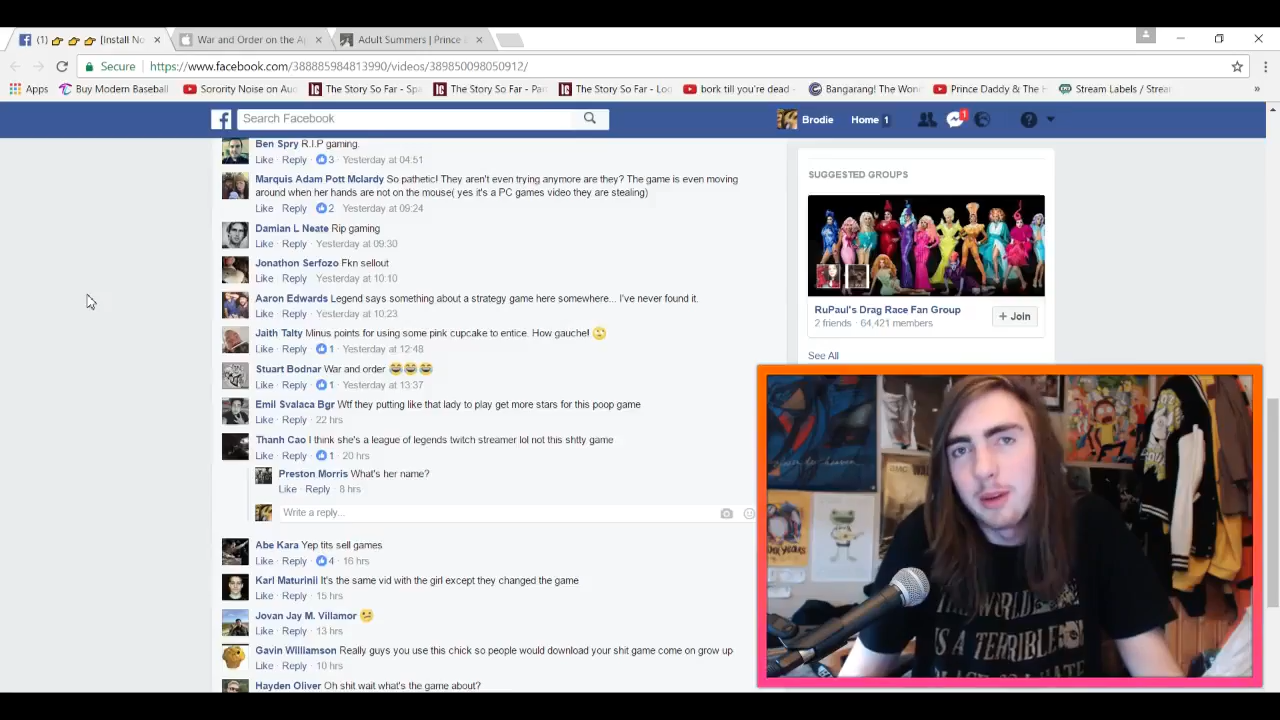 (1) 👉 👉 👉 [Install No
War and Order on the Ap
Adult Summers | Prince
Secure
https://www.facebook.com/388885984813990/videos/389850098050912/
Apps
Buy Modern Baseball
Sorority Noise on Aud
The Story So Far - Spa
The Story So Far - Par
The Story So Far - Loo
bork till you're dead -
Bangarang! The Wonde
Prince Daddy & The H
Stream Labels / Stream
Search Facebook
Brodie
Home 1
1
Ben Spry R.I.P gaming.
Like · Reply · 3 · Yesterday at 04:51
Marquis Adam Pott Mclardy So pathetic! They aren't even trying anymore are they? The game is even moving
around when her hands are not on the mouse( yes it's a PC games video they are stealing)
Like · Reply · 2 · Yesterday at 09:24
Damian L Neate Rip gaming
Like · Reply · Yesterday at 09:30
Jonathon Serfozo Fkn sellout
Like · Reply · Yesterday at 10:10
Aaron Edwards Legend says something about a strategy game here somewhere... I've never found it.
Like · Reply · Yesterday at 10:23
Jaith Talty Minus points for using some pink cupcake to entice. How gauche! 🙄
Like · Reply · 1 · Yesterday at 12:48
Stuart Bodnar War and order 😂😂😂
Like · Reply · 1 · Yesterday at 13:37
Emil Svalaca Bgr Wtf they putting like that lady to play get more stars for this poop game
Like · Reply · 22 hrs
Thanh Cao I think she's a league of legends twitch streamer lol not this shtty game
Like · Reply · 1 · 20 hrs
Preston Morris What's her name?
Like · Reply · 8 hrs
Write a reply...
Abe Kara Yep tits sell games
Like · Reply · 4 · 16 hrs
Karl Maturinii It's the same vid with the girl except they changed the game
Like · Reply · 15 hrs
Jovan Jay M. Villamor 🤔
Like · Reply · 13 hrs
Gavin Williamson Really guys you use this chick so people would download your shit game come on grow up
Like · Reply · 10 hrs
Hayden Oliver Oh shit wait what's the game about?
SUGGESTED GROUPS
RuPaul's Drag Race Fan Group
2 friends · 64,421 members
+ Join
See All
THE WORLD
IS A TERRIBLE